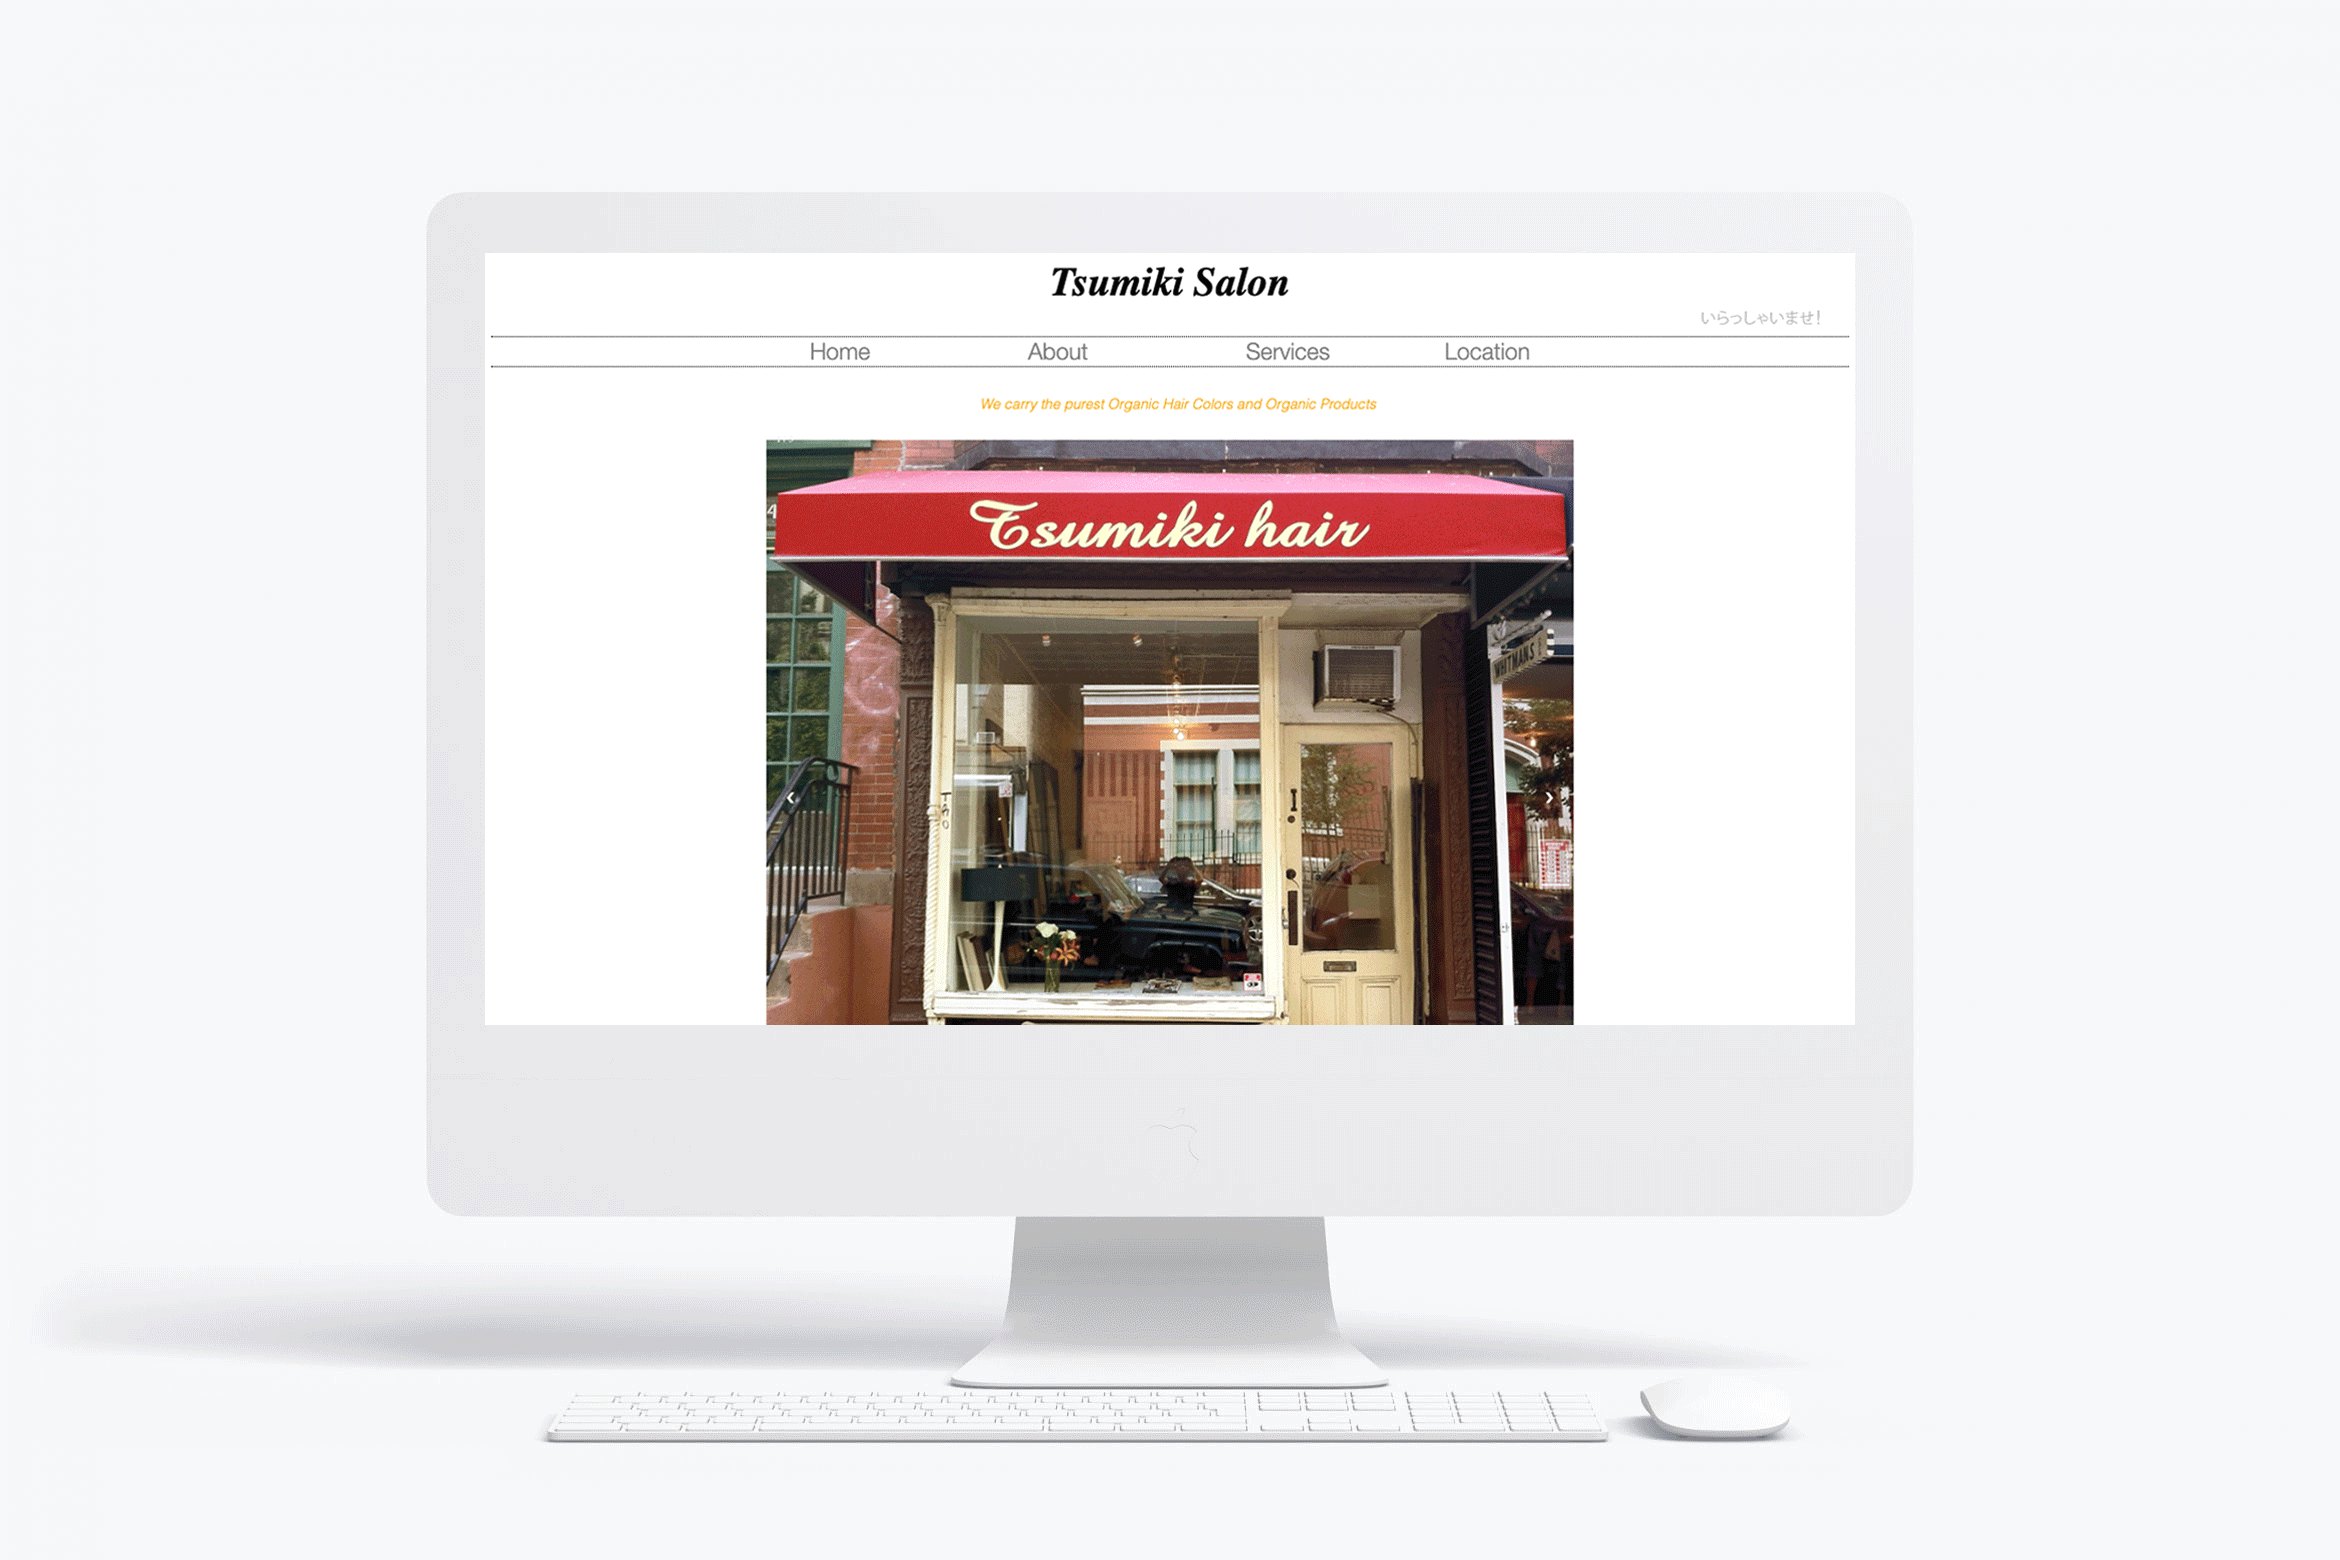 Tsumiki Salon
いらっしゃいませ!
Home About Services Location
We carry the purest Organic Hair Colors and Organic Products
Tsumiki hair
WHITMANS